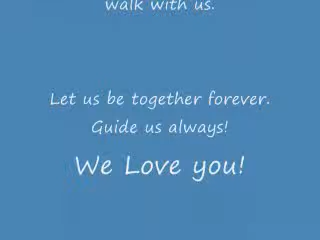 walk with us.
Let us be together forever.
Guide us always!
We Love you!